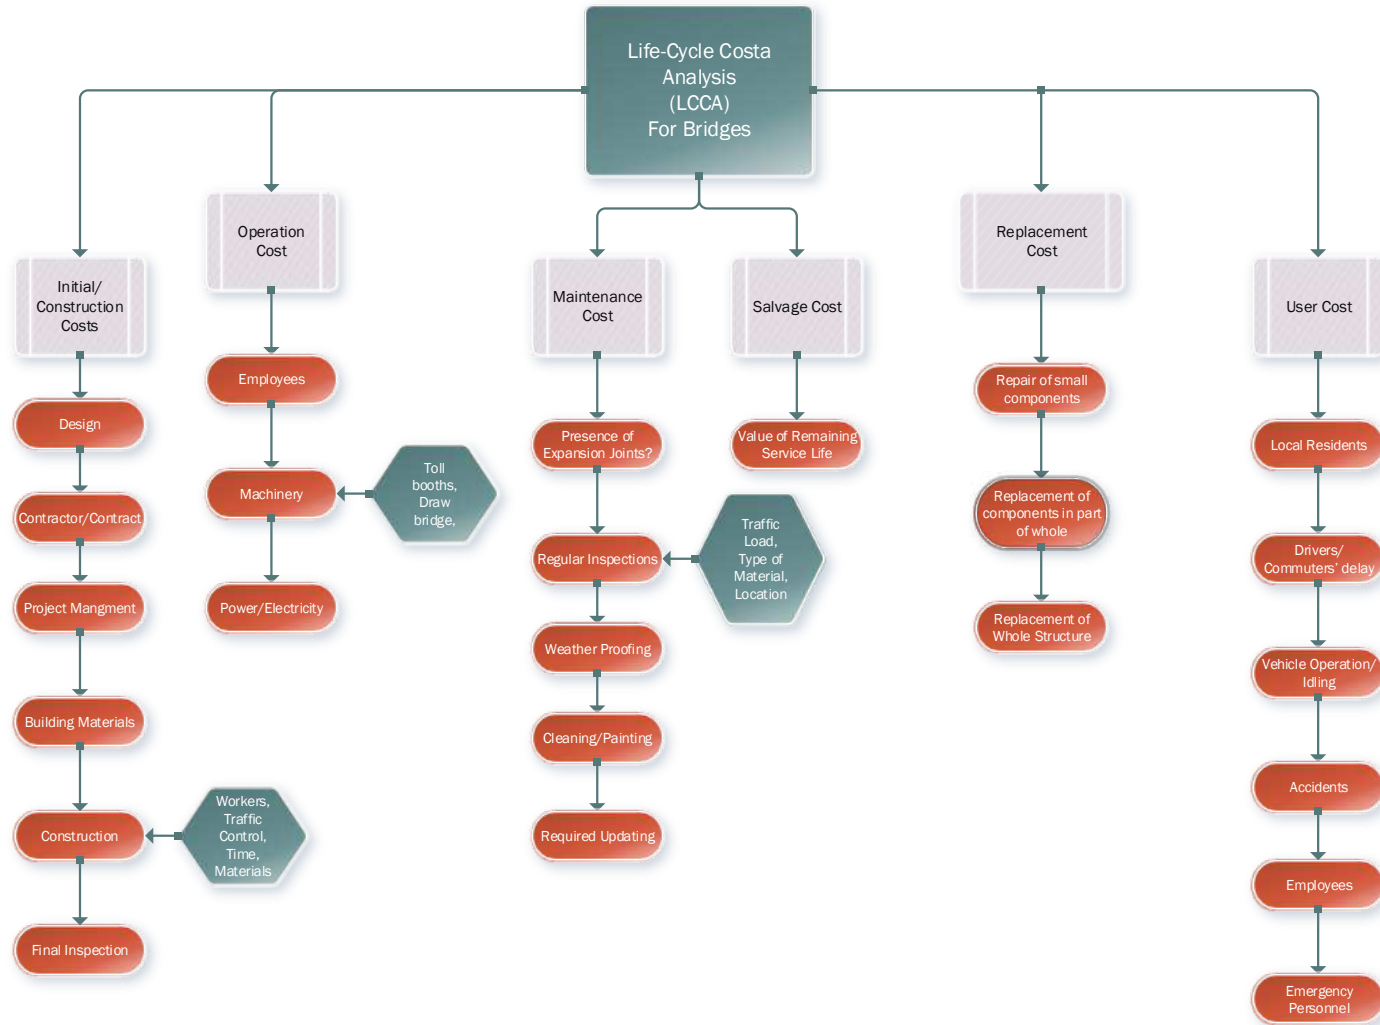 Life-Cycle Costa
Analysis
(LCCA)
For Bridges
Initial/
Construction
Costs
Design
Contractor/Contract
Project Mangment
Building Materials
Construction
Workers,
Traffic
Control,
Time,
Materials
Final Inspection
Operation
Cost
Employees
Machinery
Toll
booths,
Draw
bridge,
Power/Electricity
Maintenance
Cost
Presence of
Expansion Joints?
Regular Inspections
Traffic
Load,
Type of
Material,
Location
Weather Proofing
Cleaning/Painting
Required Updating
Salvage Cost
Value of Remaining
Service Life
Replacement
Cost
Repair of small
components
Replacement of
components in part
of whole
Replacement of
Whole Structure
User Cost
Local Residents
Drivers/
Commuters' delay
Vehicle Operation/
Idling
Accidents
Employees
Emergency
Personnel